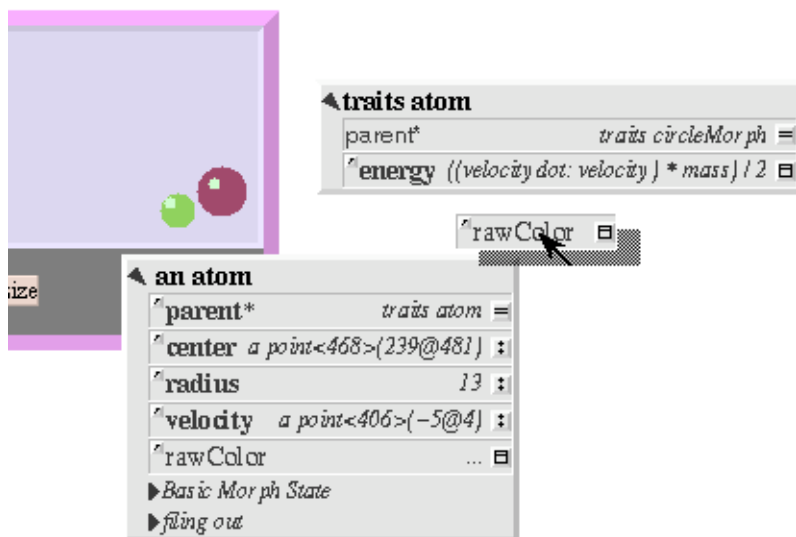 traits atom
parent* traits circleMorph =
energy ((velocity dot: velocity ) * mass) / 2
rawColor
size
an atom
parent* traits atom =
center a point<468>(239@481) :
radius 13 :
velocity a point<406>(-5@4) :
rawColor ...
Basic Morph State
filing out